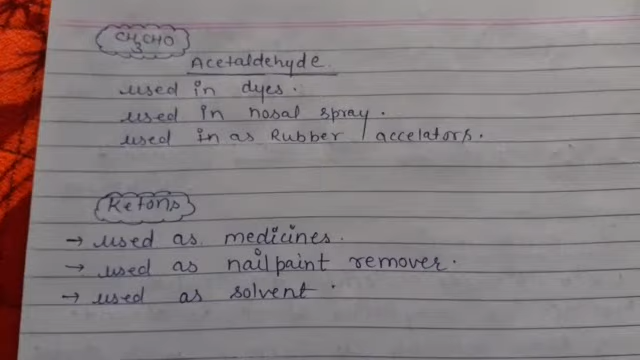 CH3CHO
Acetaldehyde.
used in dyes.
used in nosal spray.
used in as Rubber accelators.
Ketons
→ used as medicines.
→ used as nailpaint remover.
→ used as solvent.